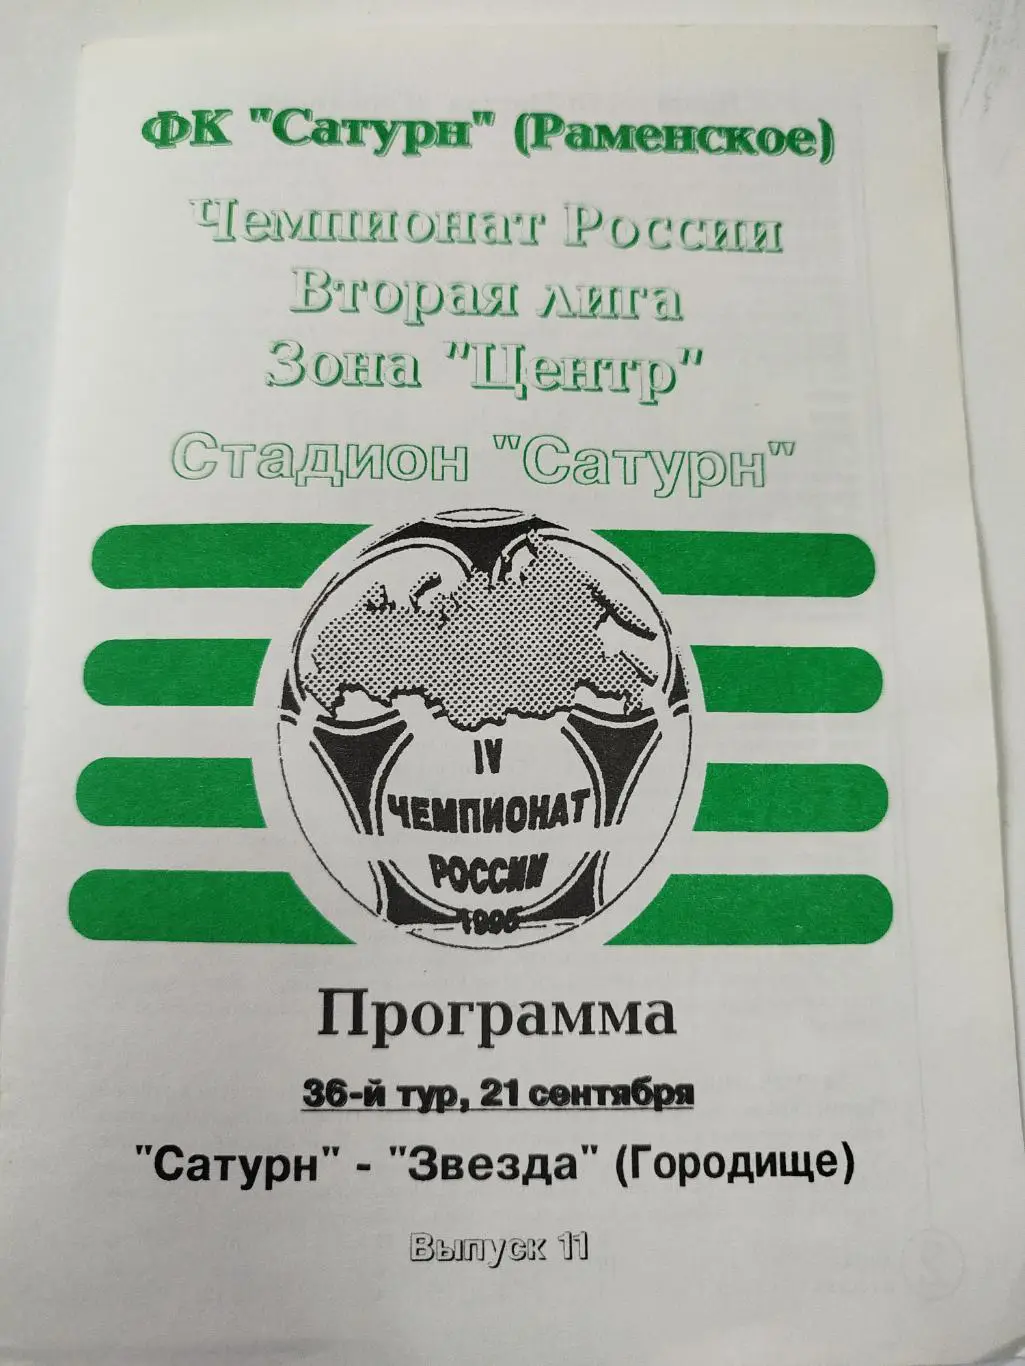 ФК "Сатурн" (Раменское)
Чемпионат России
Вторая лига
Зона "Центр"
Стадион "Сатурн"
IV
ЧЕМПИОНАТ
РОССИИ
1995
Программа
36-й тур, 21 сентября
"Сатурн" - "Звезда" (Городище)
Выпуск 11